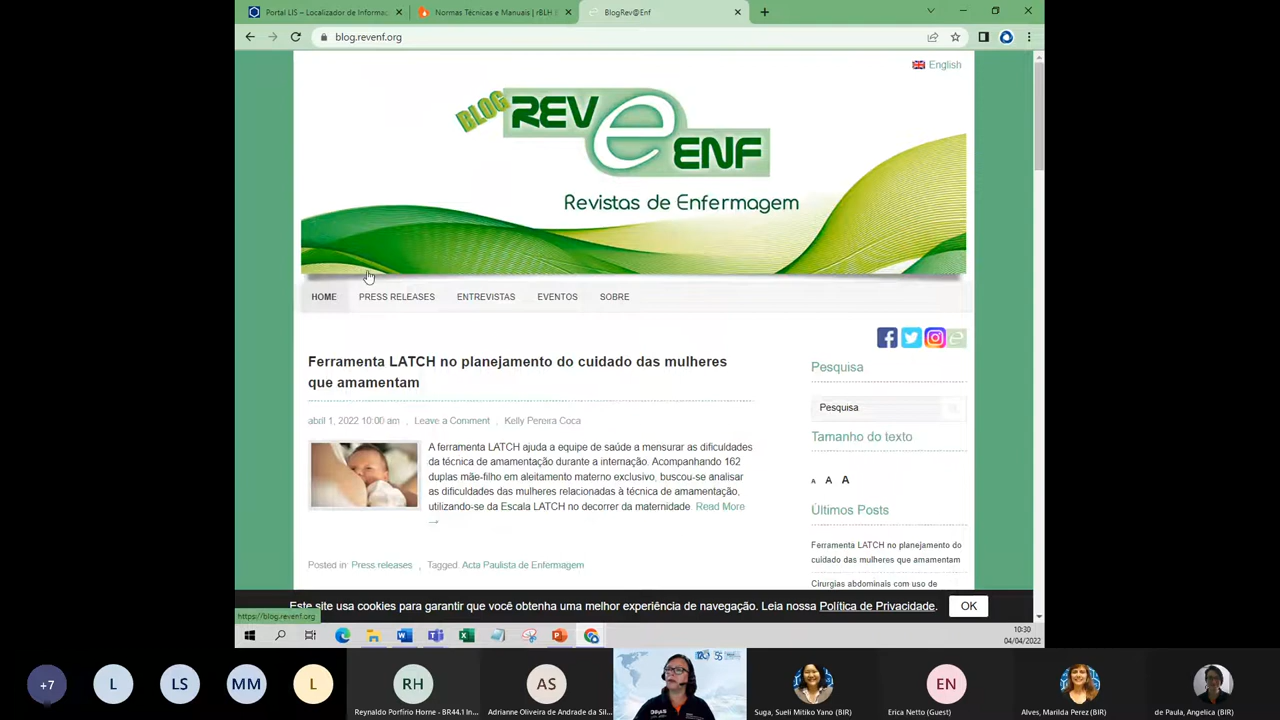 Portal LIS – Localizador de Informaç
Normas Técnicas e Manuais | rBLH
BlogRev@Enf
blog.revenf.org
English
BLOG REV e ENF
Revistas de Enfermagem
HOME PRESS RELEASES ENTREVISTAS EVENTOS SOBRE
Ferramenta LATCH no planejamento do cuidado das mulheres
que amamentam
abril 1, 2022 10:00 am , Leave a Comment , Kelly Pereira Coca
A ferramenta LATCH ajuda a equipe de saúde a mensurar as dificuldades
da técnica de amamentação durante a internação. Acompanhando 162
duplas mãe-filho em aleitamento materno exclusivo, buscou-se analisar
as dificuldades das mulheres relacionadas à técnica de amamentação,
utilizando-se da Escala LATCH no decorrer da maternidade. Read More
→
Posted in: Press releases , Tagged: Acta Paulista de Enfermagem
Pesquisa
Pesquisa
Tamanho do texto
A A A
Últimos Posts
Ferramenta LATCH no planejamento do
cuidado das mulheres que amamentam
Cirurgias abdominais com uso de
Este site usa cookies para garantir que você obtenha uma melhor experiência de navegação. Leia nossa Política de Privacidade. OK
https://blog.revenf.org
10:30
04/04/2022
+7
L
LS
MM
L
RH
AS
EN
Reynaldo Porfírio Horne - BR44.1 In...
Adrianne Oliveira de Andrade da Sil...
Suga, Sueli Mitiko Yano (BIR)
Erica Netto (Guest)
Alves, Marilda Perez (BIR)
de Paula, Angelica (BIR)